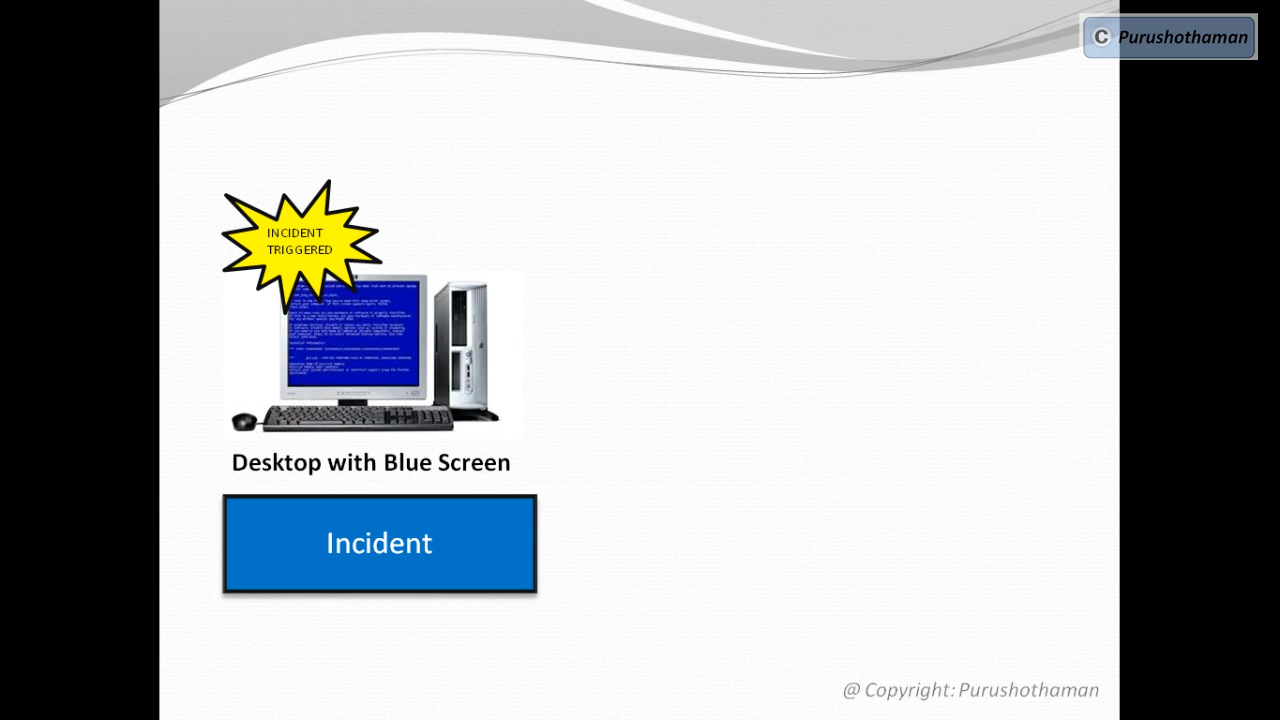 C Purushothaman
INCIDENT
TRIGGERED
Desktop with Blue Screen
Incident
@ Copyright: Purushothaman